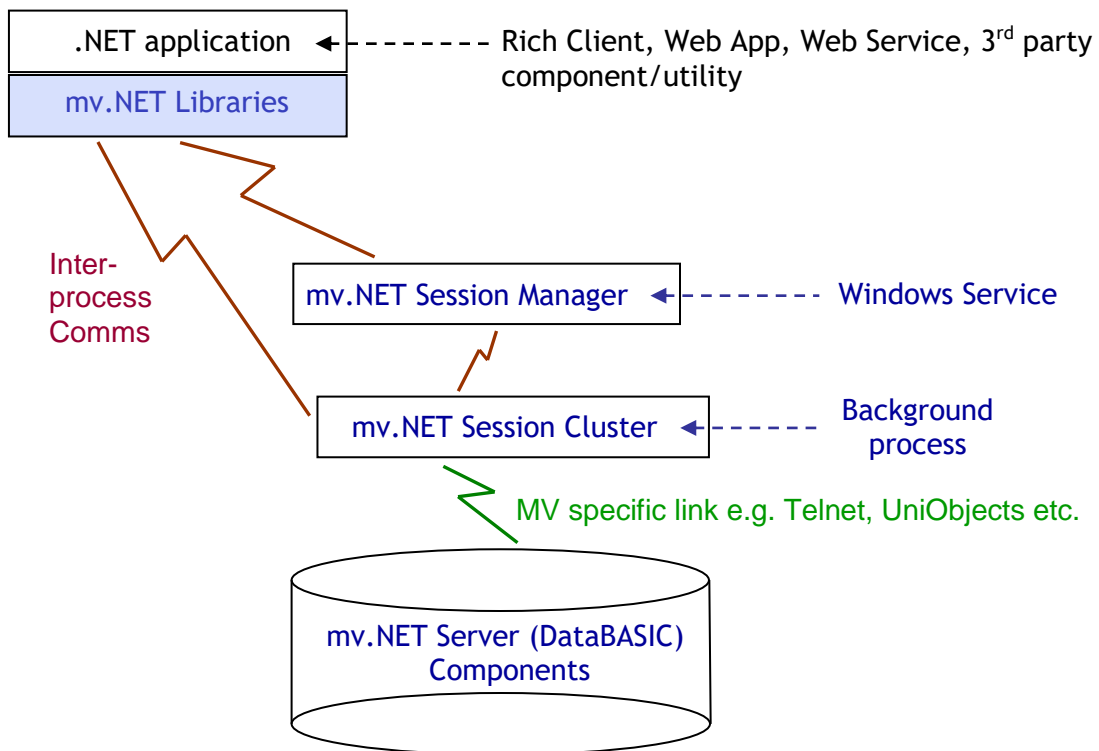 .NET application
Rich Client, Web App, Web Service, 3rd party
component/utility
mv.NET Libraries
Inter-
process
Comms
mv.NET Session Manager
Windows Service
mv.NET Session Cluster
Background
process
MV specific link e.g. Telnet, UniObjects etc.
mv.NET Server (DataBASIC)
Components